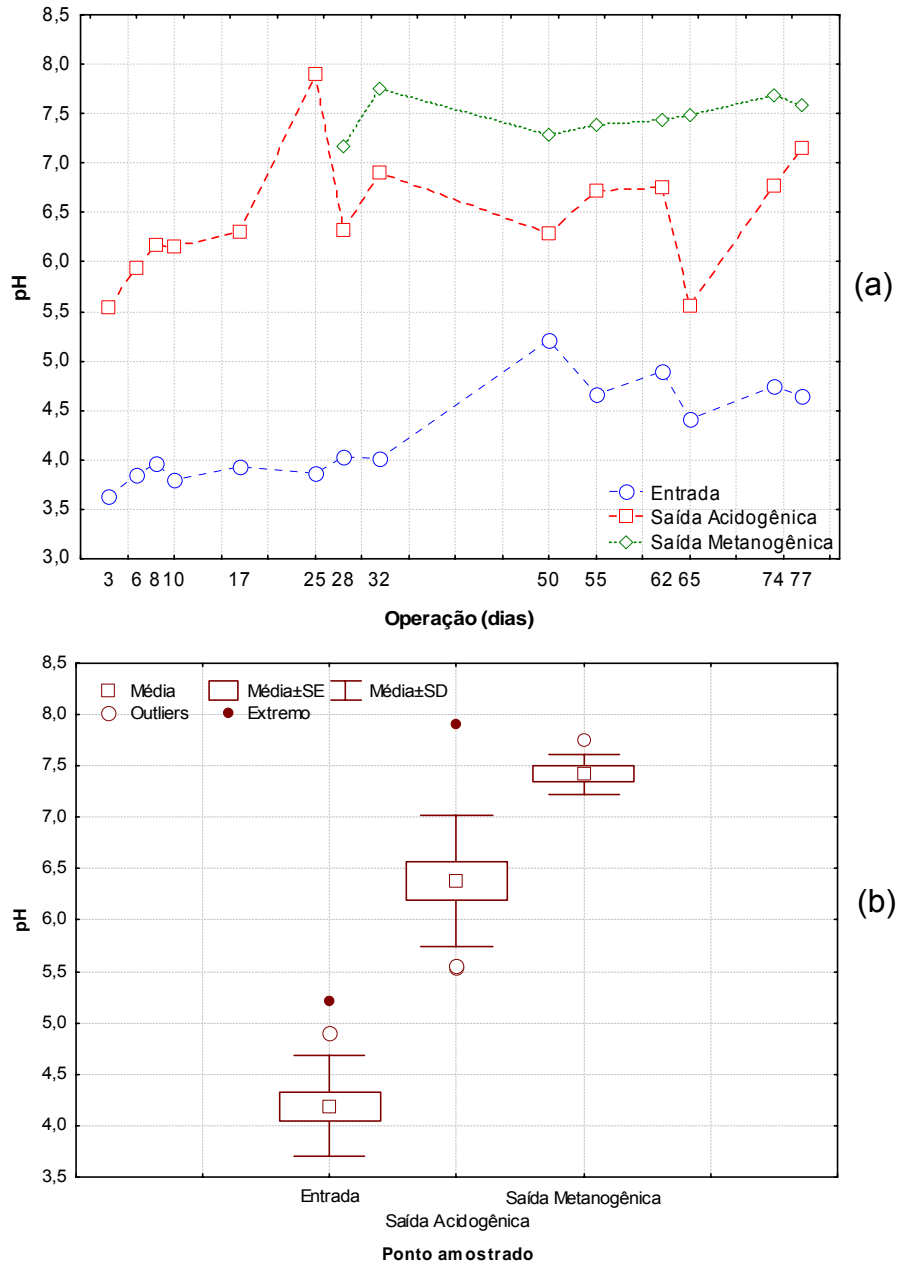 8,5
8,0
7,5
7,0
6,5
6,0
5,5
5,0
4,5
4,0
3,5
3,0
pH
(a)
Entrada
Saída Acidogênica
Saída Metanogênica
3 6 8 10 17 25 28 32 50 55 62 65 74 77
Operação (dias)
8,5
8,0
7,5
7,0
6,5
6,0
5,5
5,0
4,5
4,0
3,5
pH
(b)
Média Média±SE Média±SD
Outliers Extremo
Entrada Saída Metanogênica
Saída Acidogênica
Ponto amostrado